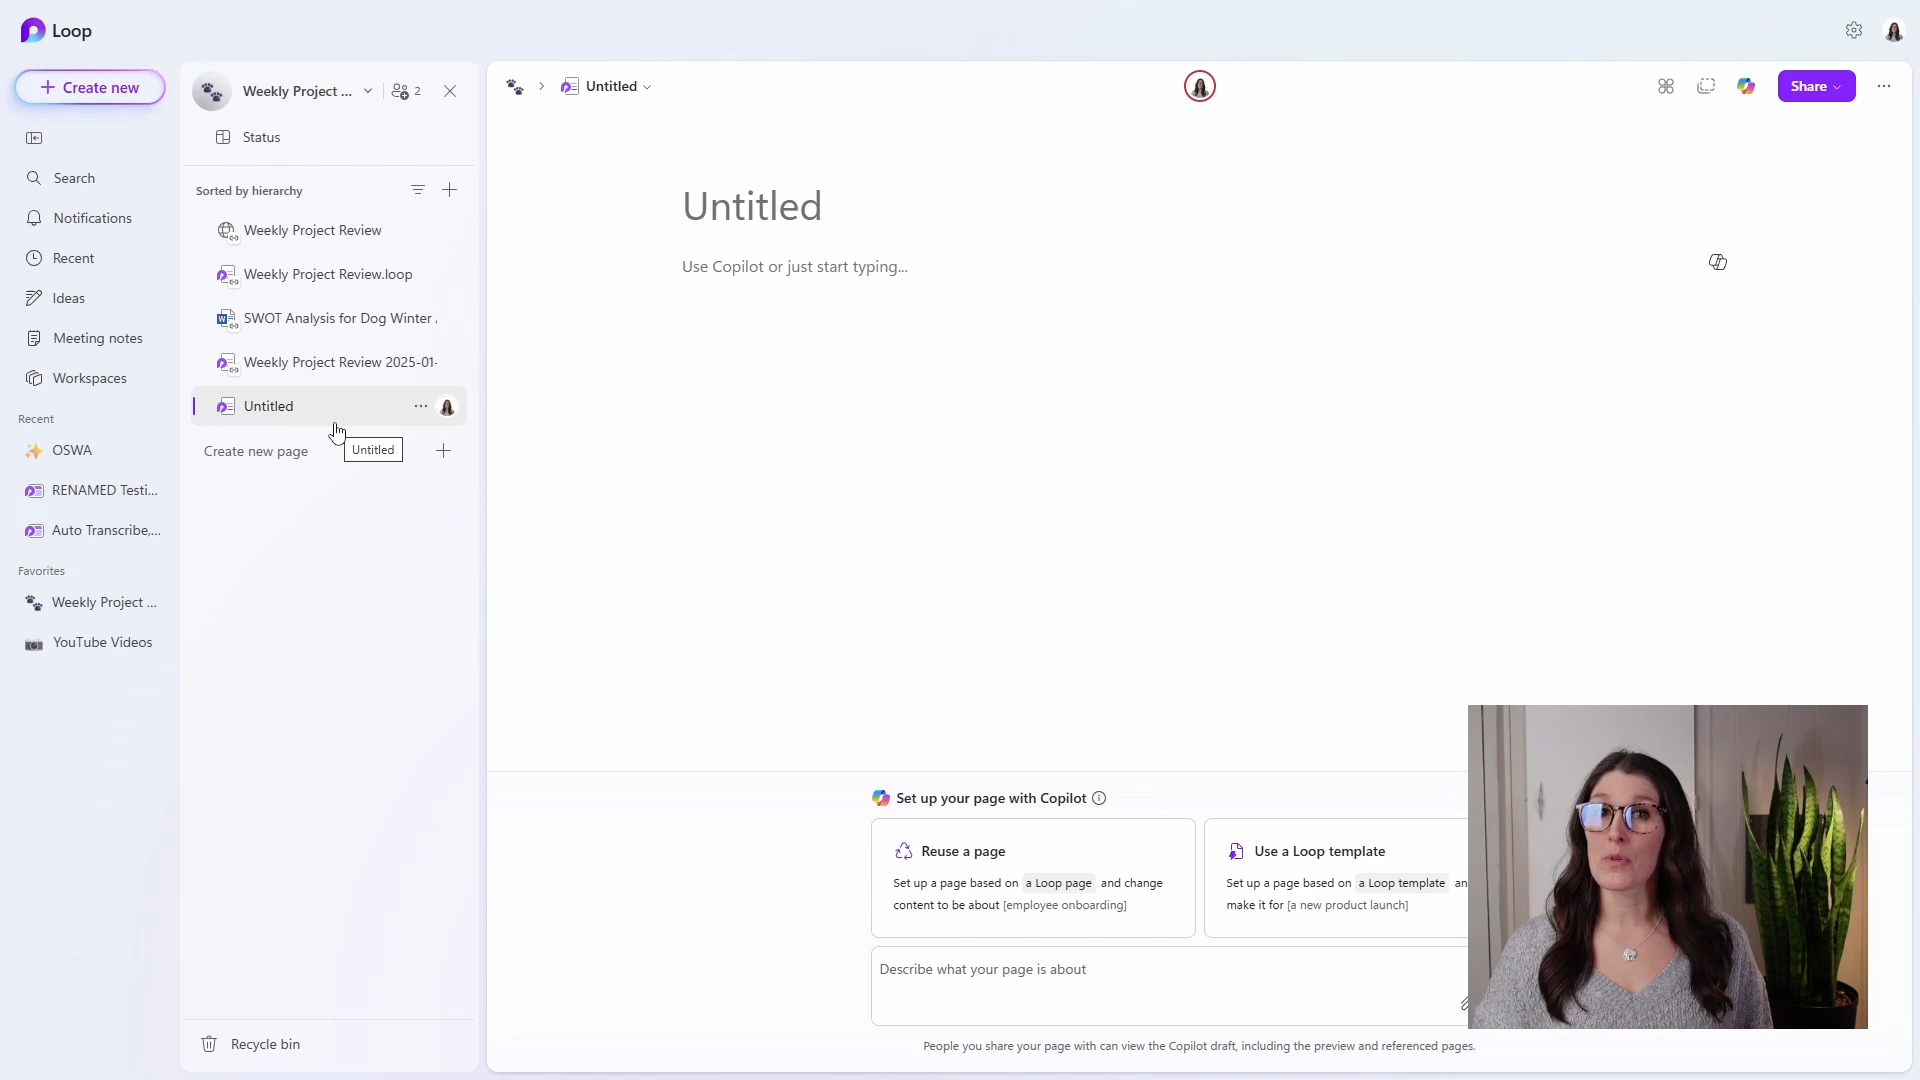 Loop
Create new
Search
Notifications
Recent
Ideas
Meeting notes
Workspaces
Recent
OSWA
RENAMED Testi...
Auto Transcribe,...
Favorites
Weekly Project ...
YouTube Videos
Weekly Project ...
2
Status
Sorted by hierarchy
Weekly Project Review
Weekly Project Review.loop
SWOT Analysis for Dog Winter
Weekly Project Review 2025-01-
Untitled
Untitled
Create new page
Recycle bin
Untitled
Share
Untitled
Use Copilot or just start typing...
Set up your page with Copilot
Reuse a page
Set up a page based on a Loop page and change
content to be about [employee onboarding]
Use a Loop template
Set up a page based on a Loop template an
make it for [a new product launch]
Describe what your page is about
People you share your page with can view the Copilot draft, including the preview and referenced pages.